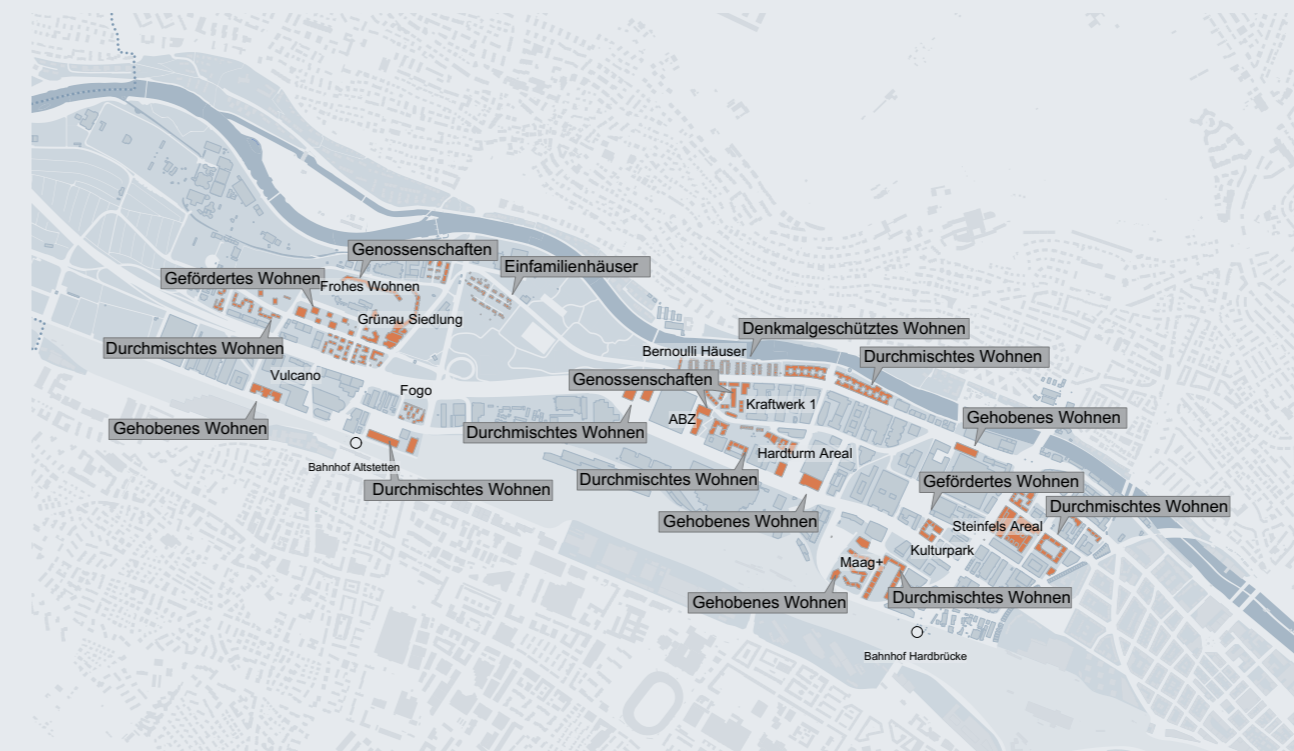 Genossenschaften
Einfamilienhäuser
Gefördertes Wohnen
Frohes Wohnen
Grünau Siedlung
Denkmalgeschütztes Wohnen
Durchmischtes Wohnen
Bernoulli Häuser
Durchmischtes Wohnen
Vulcano
Genossenschaften
Fogo
Kraftwerk 1
ABZ
Gehobenes Wohnen
Gehobenes Wohnen
Durchmischtes Wohnen
Hardturm Areal
Bahnhof Altstetten
Durchmischtes Wohnen
Gefördertes Wohnen
Durchmischtes Wohnen
Durchmischtes Wohnen
Gehobenes Wohnen
Steinfels Areal
Kulturpark
Maag+
Gehobenes Wohnen
Durchmischtes Wohnen
Bahnhof Hardbrücke